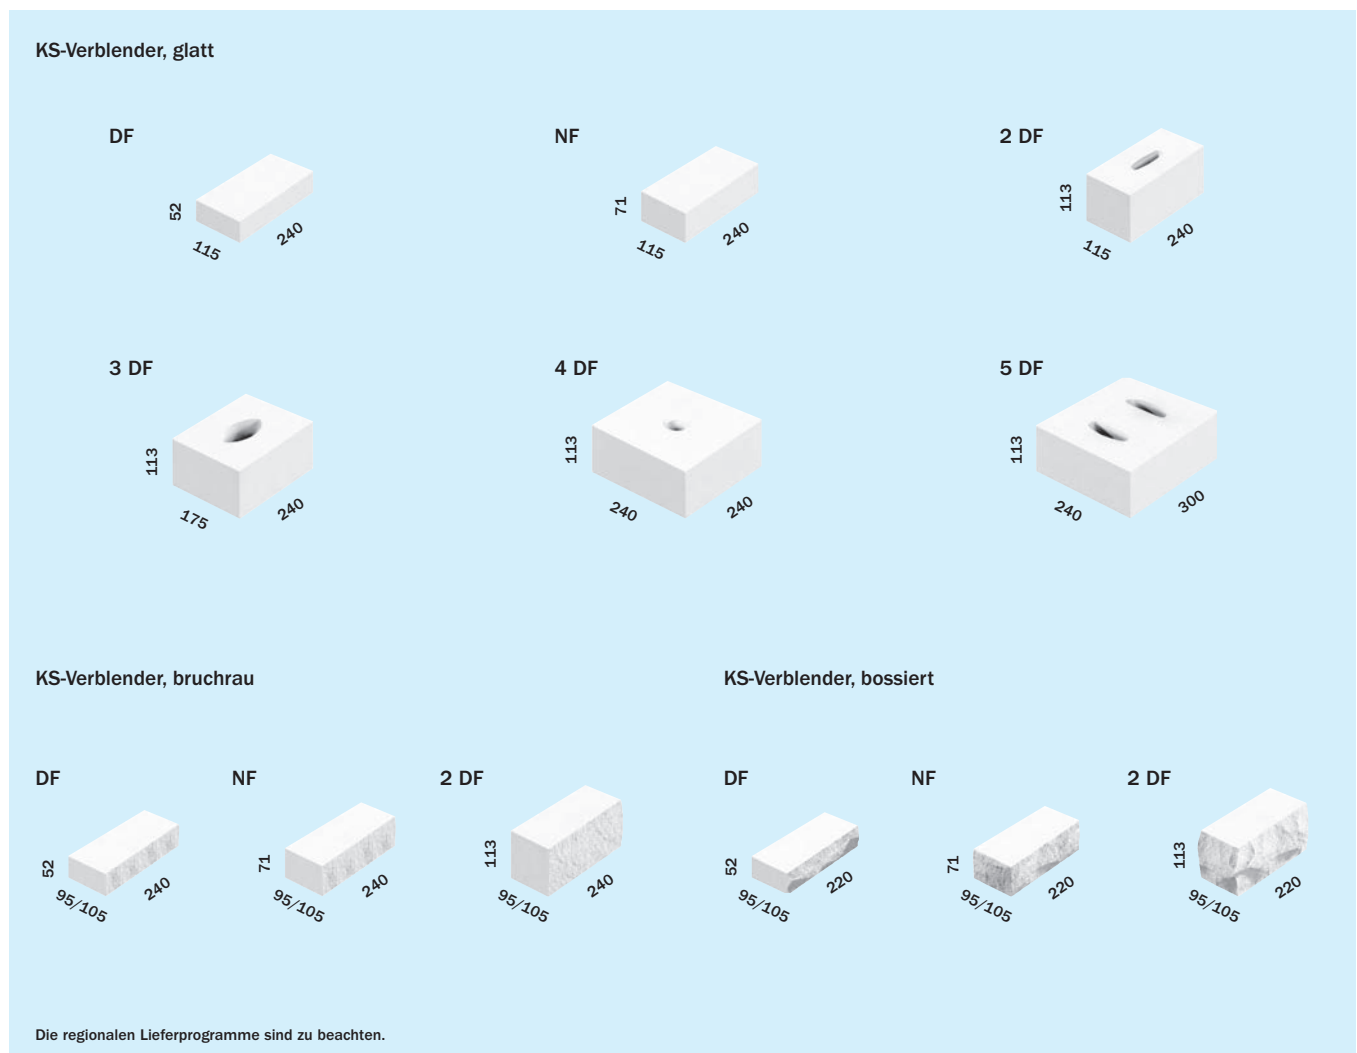 KS-Verblender, glatt
DF
52
115
240
NF
71
115
240
2 DF
113
115
240
3 DF
113
175
240
4 DF
113
240
240
5 DF
113
240
300
KS-Verblender, bruchrau
DF
52
95/105
240
NF
71
95/105
240
2 DF
113
95/105
240
KS-Verblender, bossiert
DF
52
95/105
220
NF
71
95/105
220
2 DF
113
95/105
220
Die regionalen Lieferprogramme sind zu beachten.